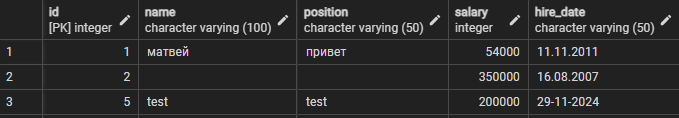 id name position salary hire_date
[PK] integer character varying (100) character varying (50) integer character varying (50)
1 1 матвей привет 54000 11.11.2011
2 2 350000 16.08.2007
3 5 test test 200000 29-11-2024